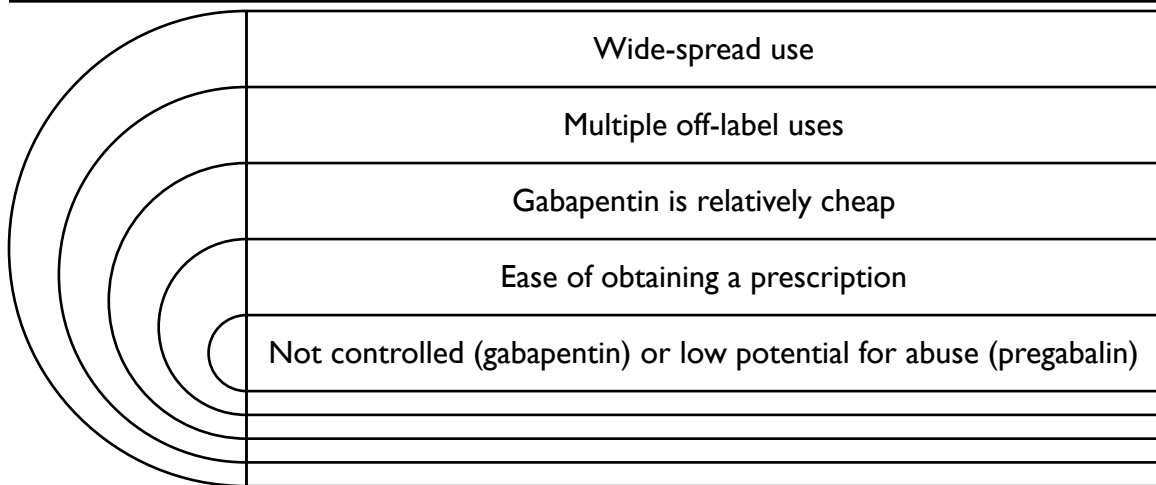 Wide-spread use
Multiple off-label uses
Gabapentin is relatively cheap
Ease of obtaining a prescription
Not controlled (gabapentin) or low potential for abuse (pregabalin)